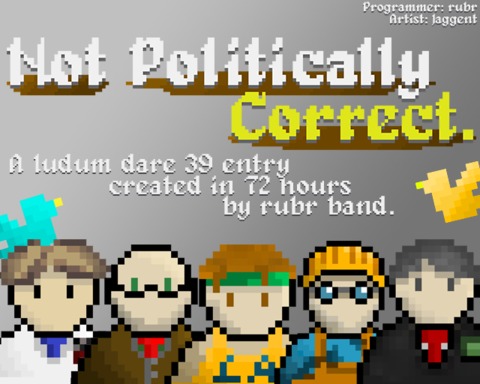 Programmer: rubr
Artist: Jaggent
Not Politically
Correct.
A ludum dare 39 entry
created in 72 hours
by rubr band.